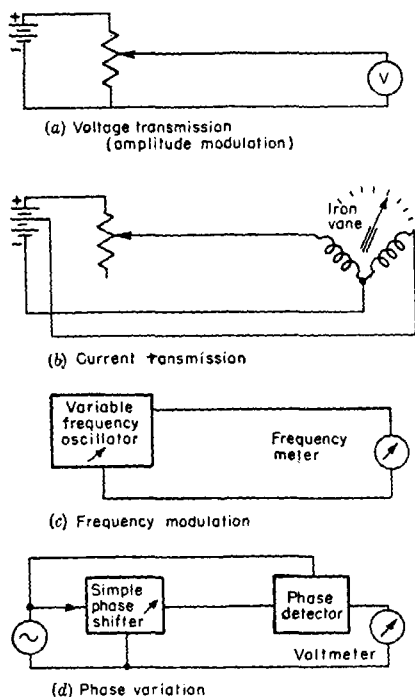 +
-
V
(a) Voltage transmission
(amplitude modulation)
+
-
Iron
vane
(b) Current transmission
Variable
frequency
oscillator
Frequency
meter
(c) Frequency modulation
Simple
phase
shifter
Phase
detector
Voltmeter
(d) Phase variation